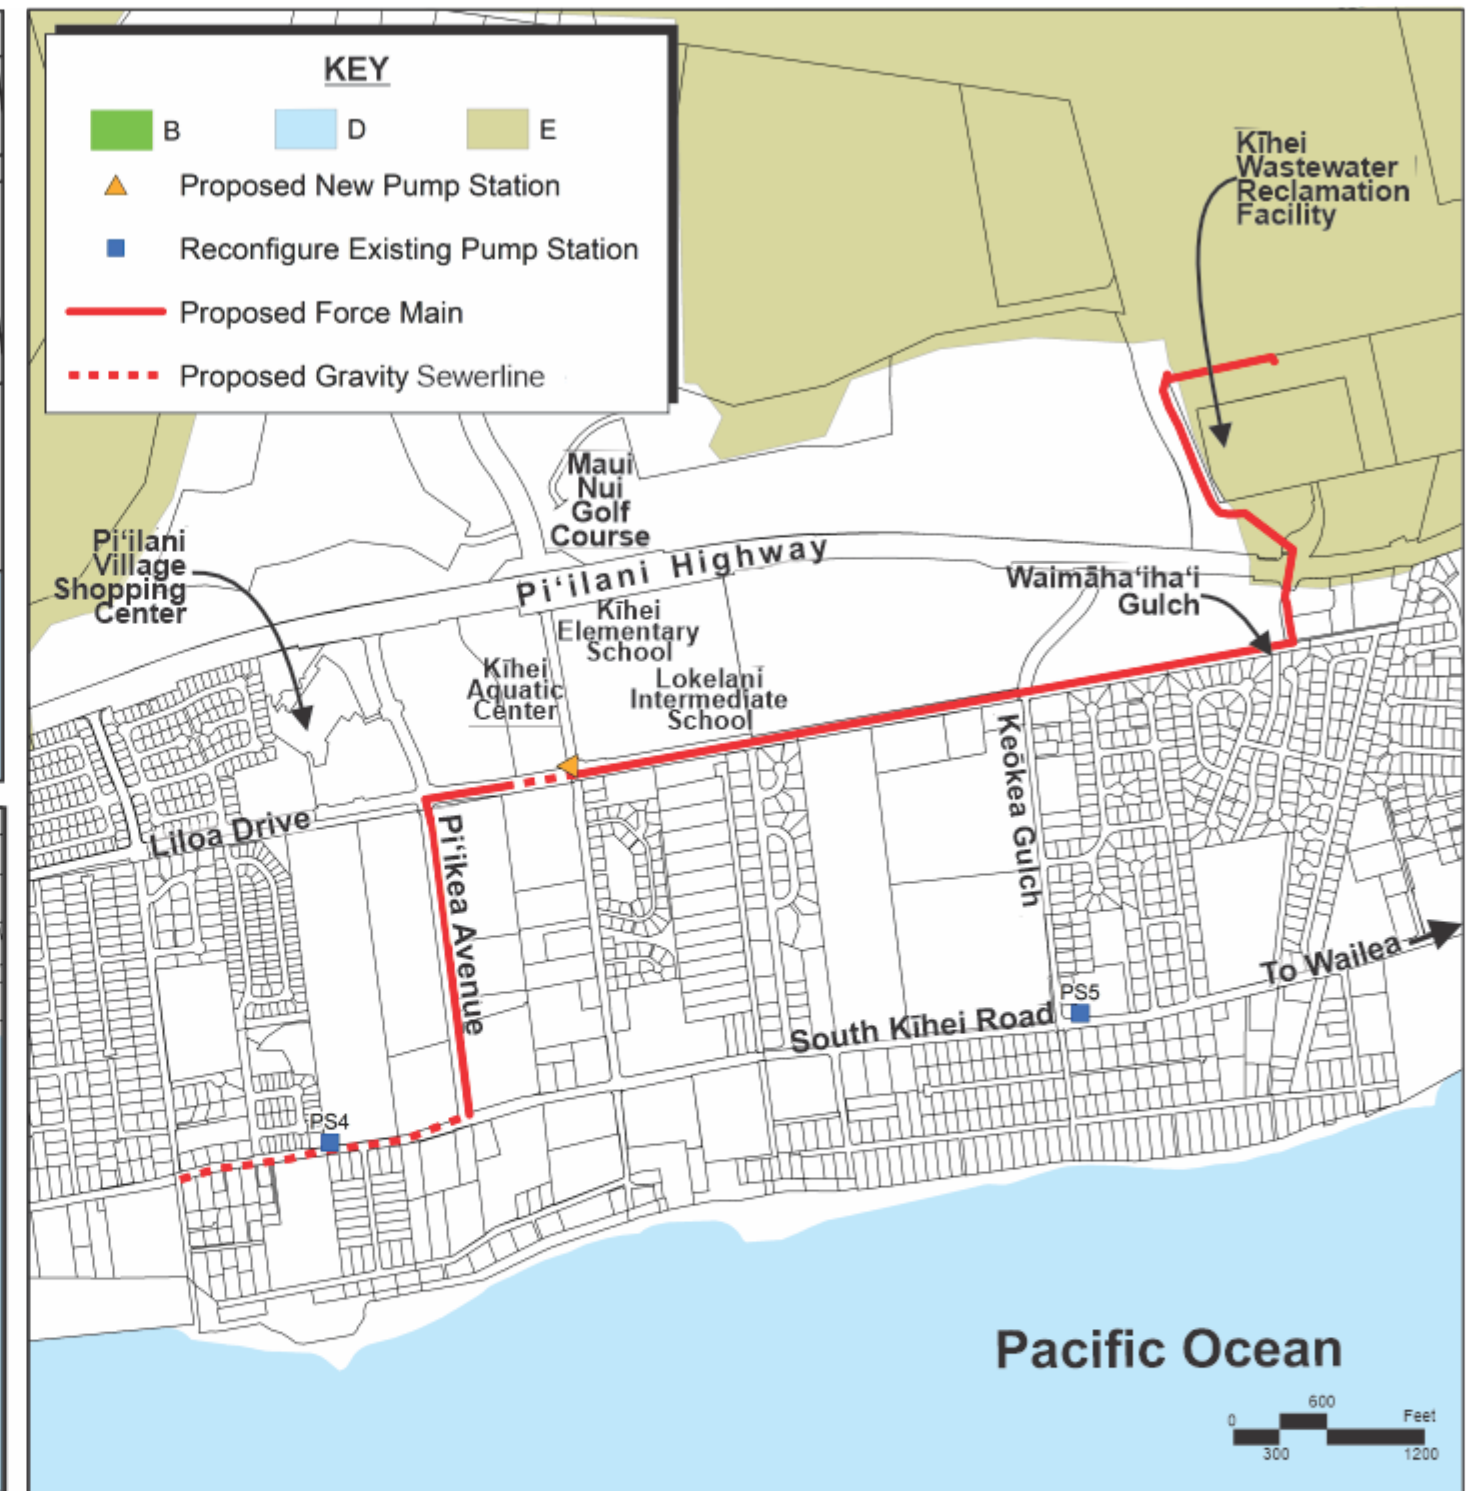 KEY
B
D
E
Proposed New Pump Station
Reconfigure Existing Pump Station
Proposed Force Main
Proposed Gravity Sewerline
Kīhei
Wastewater
Reclamation
Facility
Maui
Nui
Golf
Course
Pi‘ilani
Village
Shopping
Center
Pi‘ilani Highway
Waimāha‘iha‘i
Gulch
Kīhei
Elementary
School
Kīhei
Aquatic
Center
Lokelani
Intermediate
School
Keōkea Gulch
Liloa Drive
Pi‘ikea Avenue
To Wailea
PS5
South Kīhei Road
PS4
Pacific Ocean
600
0
Feet
300
1200